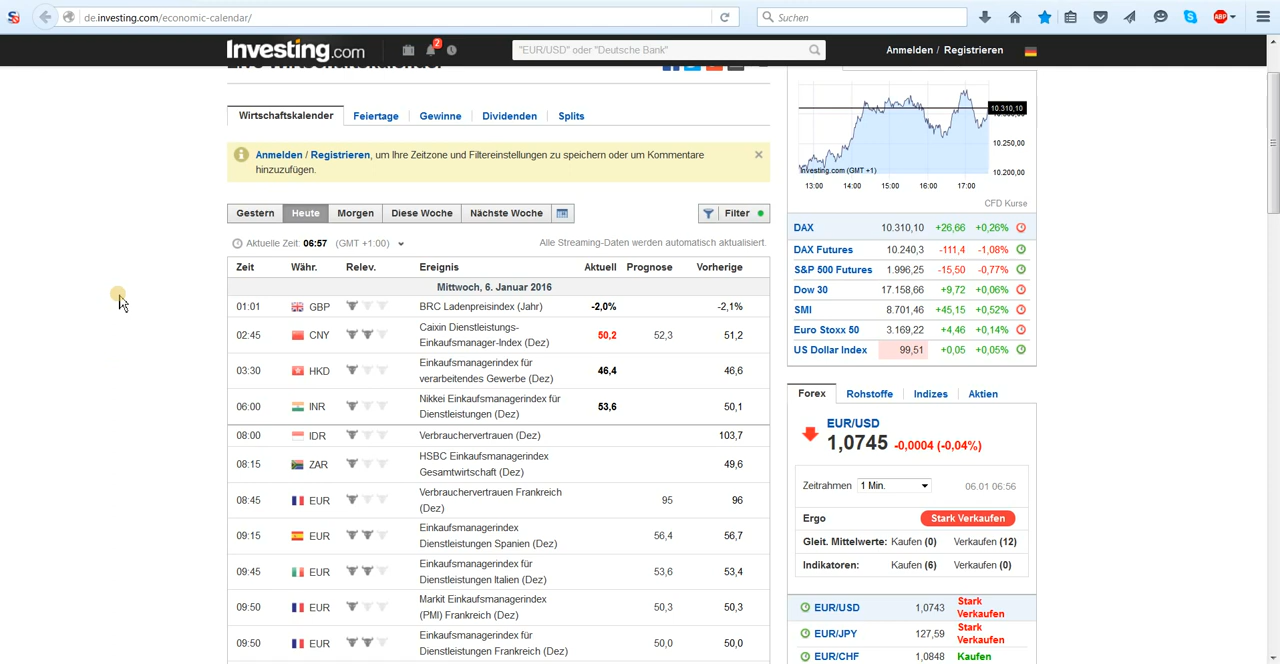 de.investing.com/economic-calendar/
Suchen
ABP
Investing.com
2
"EUR/USD" oder "Deutsche Bank"
Anmelden / Registrieren
Live Wirtschaftskalender
Wirtschaftskalender
Feiertage
Gewinne
Dividenden
Splits
Anmelden / Registrieren, um Ihre Zeitzone und Filtereinstellungen zu speichern oder um Kommentare
hinzuzufügen.
Gestern
Heute
Morgen
Diese Woche
Nächste Woche
Filter
Aktuelle Zeit: 06:57 (GMT +1:00)
Alle Streaming-Daten werden automatisch aktualisiert.
Zeit Währ. Relev. Ereignis Aktuell Prognose Vorherige
Mittwoch, 6. Januar 2016
01:01 GBP BRC Ladenpreisindex (Jahr) -2,0% -2,1%
02:45 CNY Caixin Dienstleistungs-
Einkaufsmanager-Index (Dez) 50,2 52,3 51,2
03:30 HKD Einkaufsmanagerindex für
verarbeitendes Gewerbe (Dez) 46,4 46,6
06:00 INR Nikkei Einkaufsmanagerindex für
Dienstleistungen (Dez) 53,6 50,1
08:00 IDR Verbrauchervertrauen (Dez) 103,7
08:15 ZAR HSBC Einkaufsmanagerindex
Gesamtwirtschaft (Dez) 49,6
08:45 EUR Verbrauchervertrauen Frankreich
(Dez) 95 96
09:15 EUR Einkaufsmanagerindex
Dienstleistungen Spanien (Dez) 56,4 56,7
09:45 EUR Einkaufsmanagerindex für
Dienstleistungen Italien (Dez) 53,6 53,4
09:50 EUR Markit Einkaufsmanagerindex
(PMI) Frankreich (Dez) 50,3 50,3
09:50 EUR Einkaufsmanagerindex für
Dienstleistungen Frankreich (Dez) 50,0 50,0
10.310,10
10.250,00
10.200,00
Investing.com (GMT +1)
13:00 14:00 15:00 16:00 17:00
CFD Kurse
DAX 10.310,10 +26,66 +0,26%
DAX Futures 10.240,3 -111,4 -1,08%
S&P 500 Futures 1.996,25 -15,50 -0,77%
Dow 30 17.158,66 +9,72 +0,06%
SMI 8.701,46 +45,15 +0,52%
Euro Stoxx 50 3.169,22 +4,46 +0,14%
US Dollar Index 99,51 +0,05 +0,05%
Forex
Rohstoffe
Indizes
Aktien
EUR/USD
1,0745 -0,0004 (-0,04%)
Zeitrahmen 1 Min. 06.01 06:56
Ergo Stark Verkaufen
Gleit. Mittelwerte: Kaufen (0) Verkaufen (12)
Indikatoren: Kaufen (6) Verkaufen (0)
EUR/USD 1,0743 Stark
Verkaufen
EUR/JPY 127,59 Stark
Verkaufen
EUR/CHF 1,0848 Kaufen